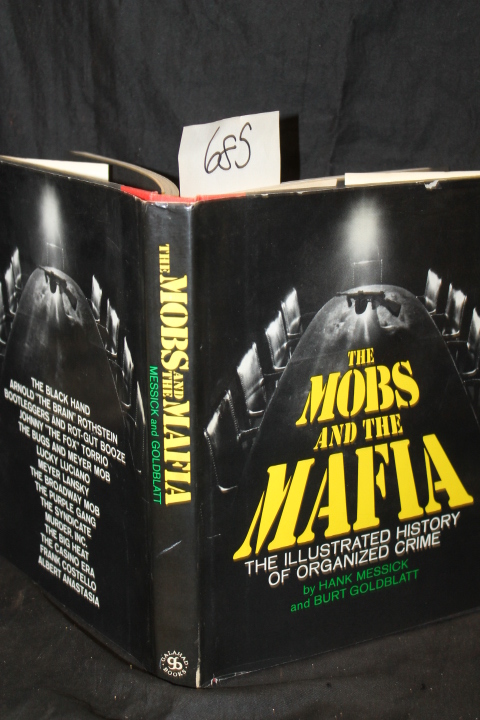 685
THE
MOBS
AND THE
MAFIA
THE ILLUSTRATED HISTORY
OF ORGANIZED CRIME
by HANK MESSICK
and BURT GOLDBLATT
THE MOBS AND THE MAFIA
MESSICK and GOLDBLATT
GALAHAD BOOKS
GB
THE BLACK HAND
ARNOLD "THE BRAIN" ROTHSTEIN
BOOTLEGGERS AND ROT-GUT BOOZE
JOHNNY "THE FOX" TORRIO
THE BUGS AND MEYER MOB
LUCKY LUCIANO
MEYER LANSKY
THE BROADWAY MOB
THE PURPLE GANG
THE SYNDICATE
MURDER, INC
THE BIG HEAT
THE CASINO ERA
FRANK COSTELLO
ALBERT ANASTASIA